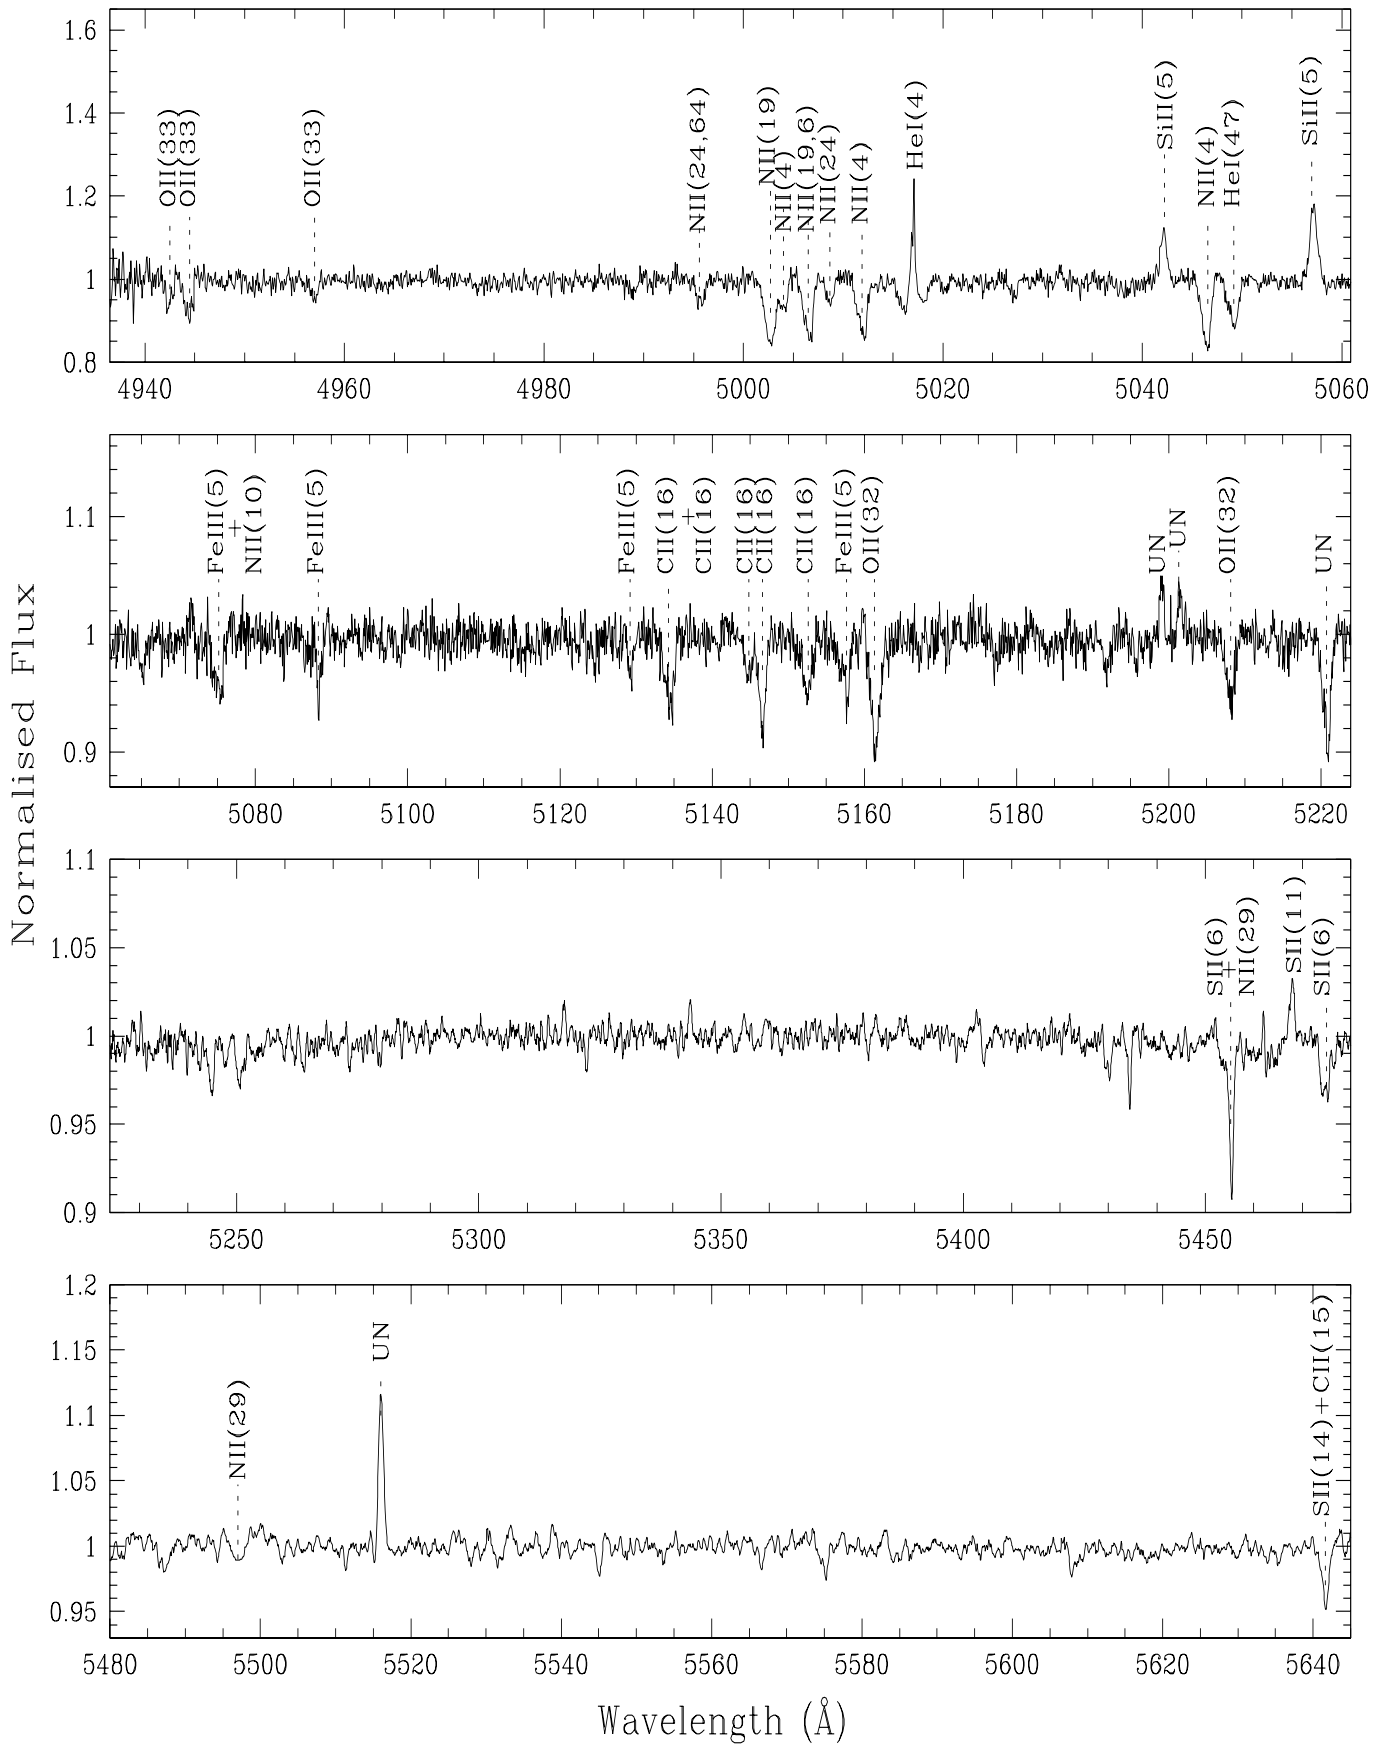 Normalised Flux
1.6
1.4
1.2
1
0.8
OII(33)
OII(33)
OII(33)
NII(24,64)
NII(19)
NII(4)
NII(19,6)
NII(24)
NII(4)
HeI(4)
SiII(5)
NII(4)
HeI(47)
SiII(5)
4940 4960 4980 5000 5020 5040 5060
1.1
1
0.9
FeIII(5)
+
NII(10)
FeIII(5)
FeIII(5)
CII(16)
+
CII(16)
CII(16)
CII(16)
CII(16)
FeIII(5)
OII(32)
UN
UN
OII(32)
UN
5080 5100 5120 5140 5160 5180 5200 5220
1.1
1.05
1
0.95
0.9
SII(6)
+
NII(29)
SII(11)
SII(6)
5250 5300 5350 5400 5450
1.2
1.15
1.1
1.05
1
0.95
NII(29)
UN
SII(14)+CII(15)
5480 5500 5520 5540 5560 5580 5600 5620 5640
Wavelength (Å)